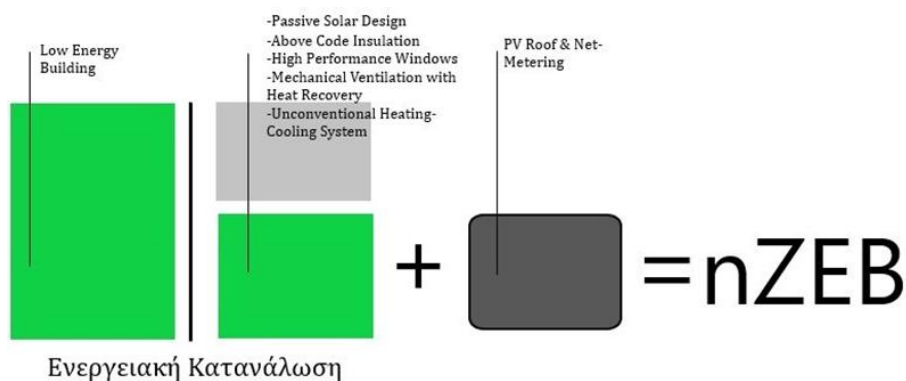 Low Energy
Building
-Passive Solar Design
-Above Code Insulation
-High Performance Windows
-Mechanical Ventilation with
Heat Recovery
-Unconventional Heating-
Cooling System
PV Roof & Net-
Metering
+
=nZEB
Ενεργειακή Κατανάλωση